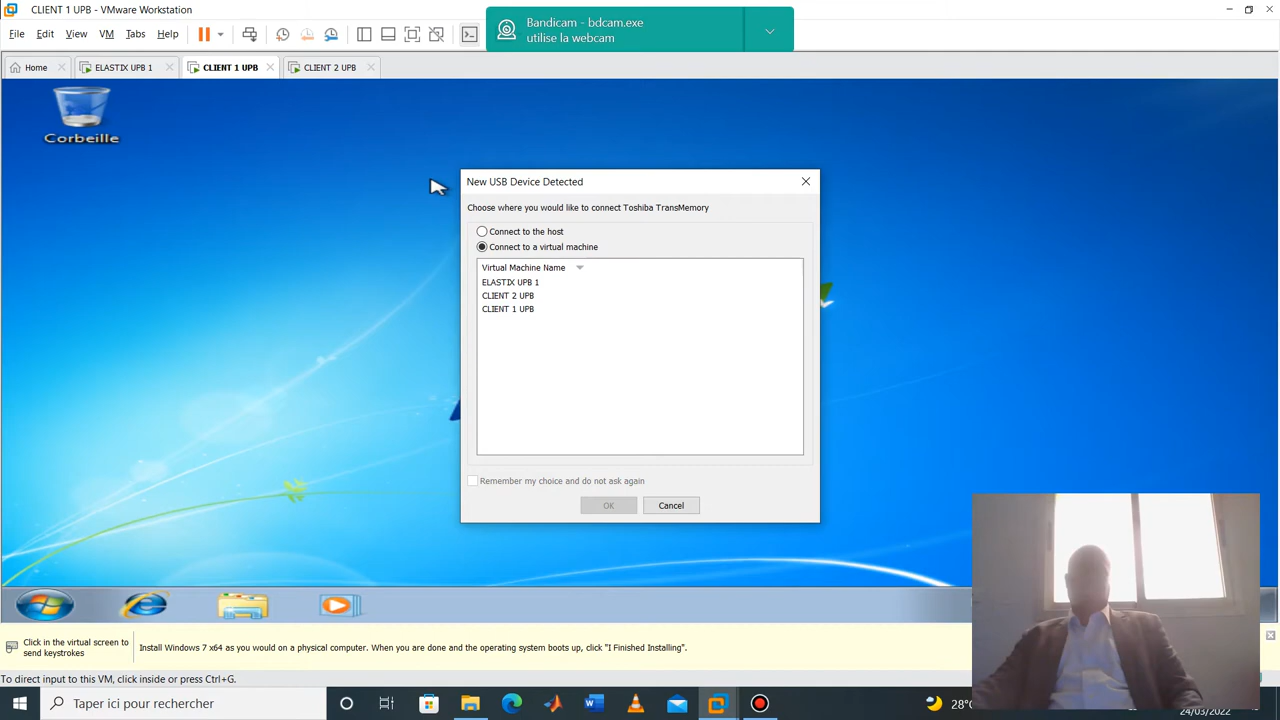 CLIENT 1 UPB - VMware Workstation
Bandicam - bdcam.exe
utilise la webcam
File Edit View VM Tabs Help
Home ELASTIX UPB 1 CLIENT 1 UPB CLIENT 2 UPB
Corbeille
New USB Device Detected
Choose where you would like to connect Toshiba TransMemory
Connect to the host
Connect to a virtual machine
Virtual Machine Name
ELASTIX UPB 1
CLIENT 2 UPB
CLIENT 1 UPB
Remember my choice and do not ask again
OK Cancel
Click in the virtual screen to
send keystrokes
Install Windows 7 x64 as you would on a physical computer. When you are done and the operating system boots up, click "I Finished Installing".
To direct input to this VM, click inside or press Ctrl+G.
Taper ici pour rechercher
28°
24/03/2022